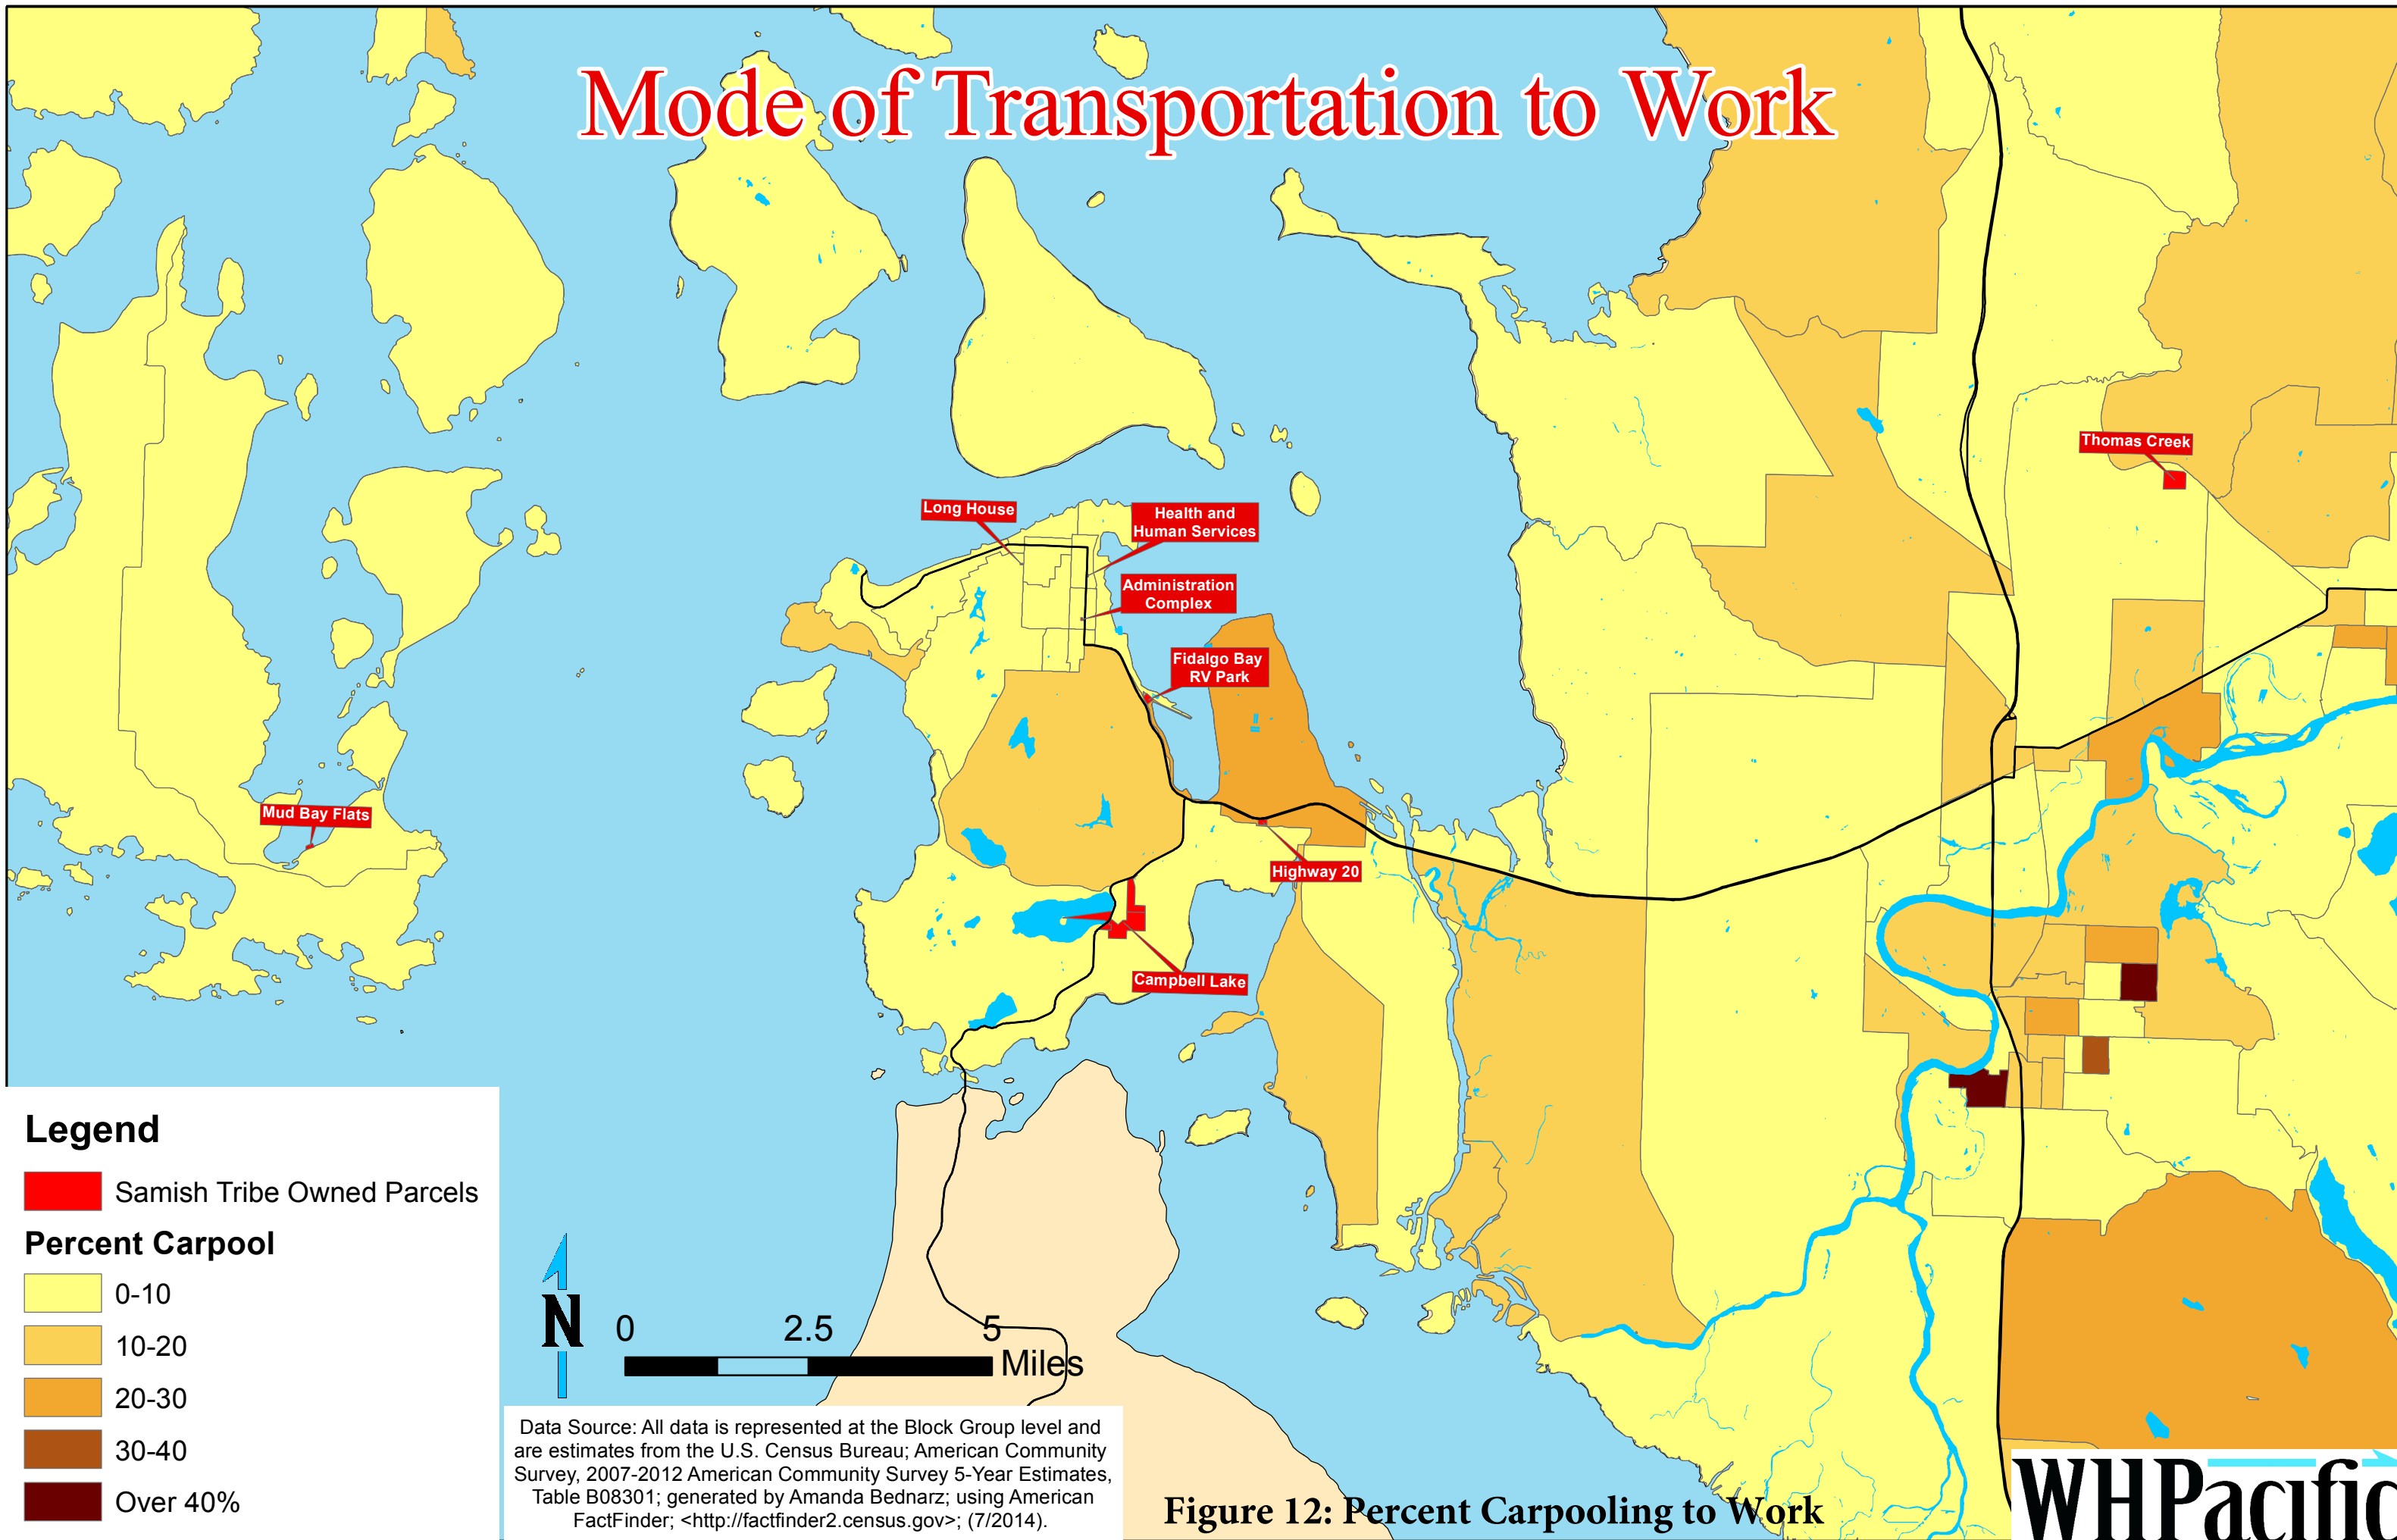 Mode of Transportation to Work
Thomas Creek
Long House
Health and
Human Services
Administration
Complex
Fidalgo Bay
RV Park
Mud Bay Flats
Highway 20
Campbell Lake
Legend
Samish Tribe Owned Parcels
Percent Carpool
0-10
10-20
20-30
30-40
Over 40%
N
0 2.5 5
Miles
Data Source: All data is represented at the Block Group level and
are estimates from the U.S. Census Bureau; American Community
Survey, 2007-2012 American Community Survey 5-Year Estimates,
Table B08301; generated by Amanda Bednarz; using American
FactFinder; <http://factfinder2.census.gov>; (7/2014).
Figure 12: Percent Carpooling to Work
WHPacific